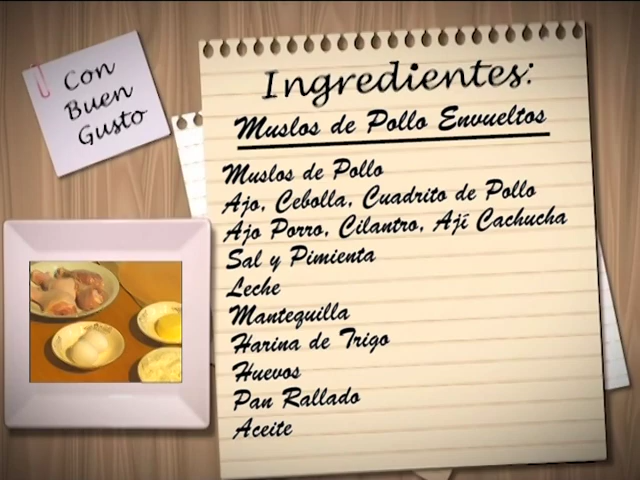 Con
Buen
Gusto
Ingredientes:
Muslos de Pollo Envueltos
Muslos de Pollo
Ajo, Cebolla, Cuadrito de Pollo
Ajo Porro, Cilantro, Ají Cachucha
Sal y Pimienta
Leche
Mantequilla
Harina de Trigo
Huevos
Pan Rallado
Aceite